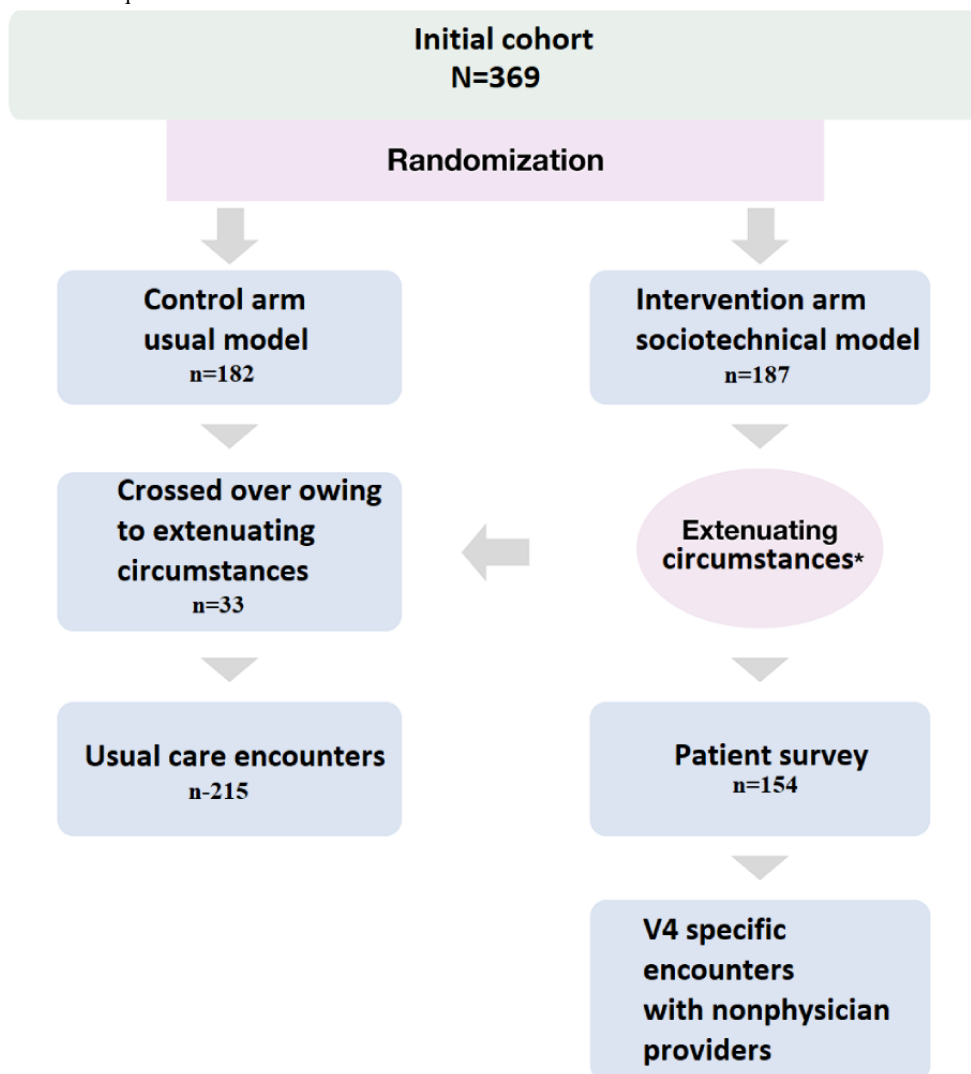 Initial cohort
N=369
Randomization
Control arm
usual model
n=182
Intervention arm
sociotechnical model
n=187
Crossed over owing
to extenuating
circumstances
n=33
Extenuating
circumstances*
Usual care encounters
n-215
Patient survey
n=154
V4 specific
encounters
with nonphysician
providers